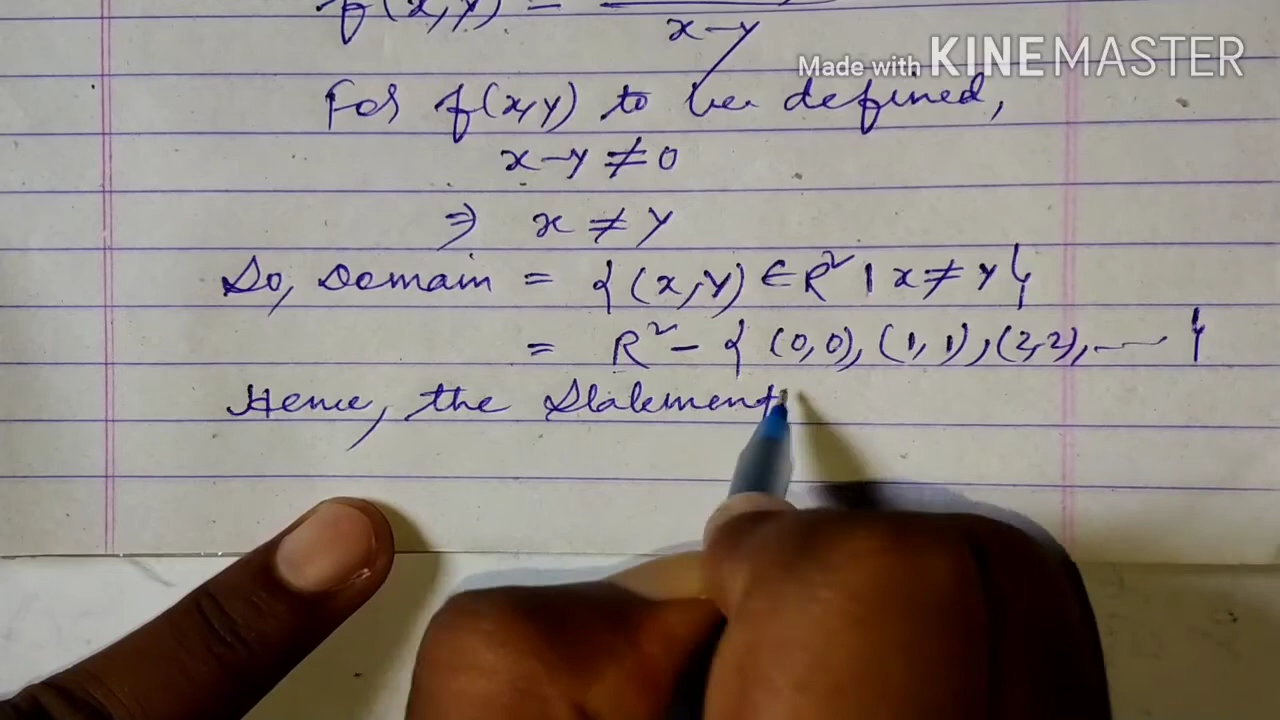 f(x,y) =
x-y
Made with KINEMASTER
For f(x,y) to be defined,
x-y ≠ 0
⇒ x ≠ y
So, Domain = {(x,y) ∈ R² | x ≠ y}
= R² - { (0,0), (1,1), (2,2), ---- }
Hence, the Statement